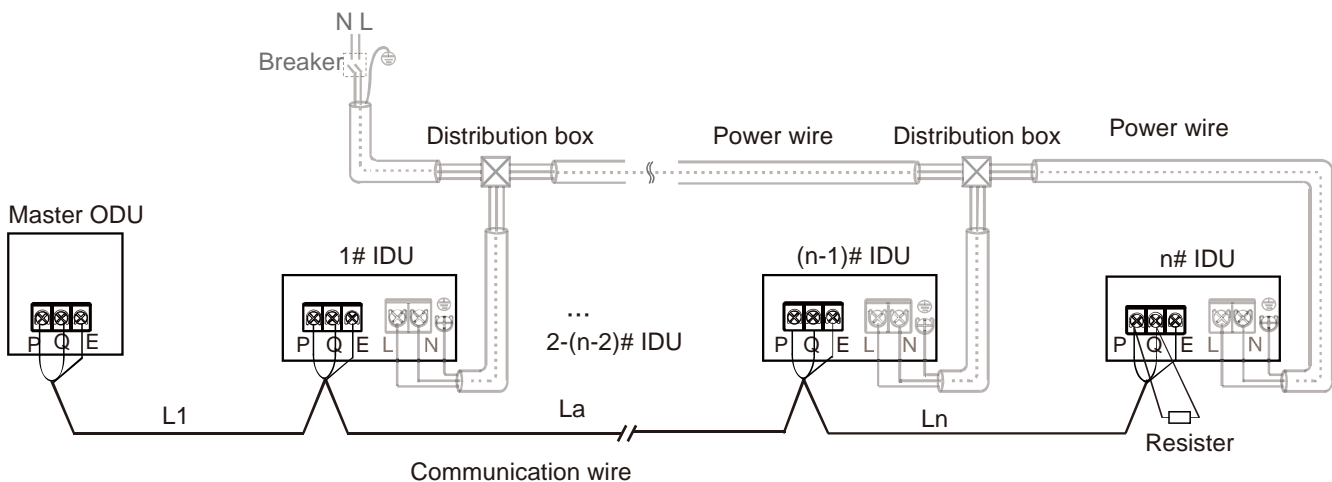 N L
Breaker
Distribution box
Power wire
Distribution box
Power wire
Master ODU
1# IDU
(n-1)# IDU
n# IDU
...
2-(n-2)# IDU
P Q E
P Q E L N
P Q E L N
P Q E L N
L1
La
Ln
Resister
Communication wire